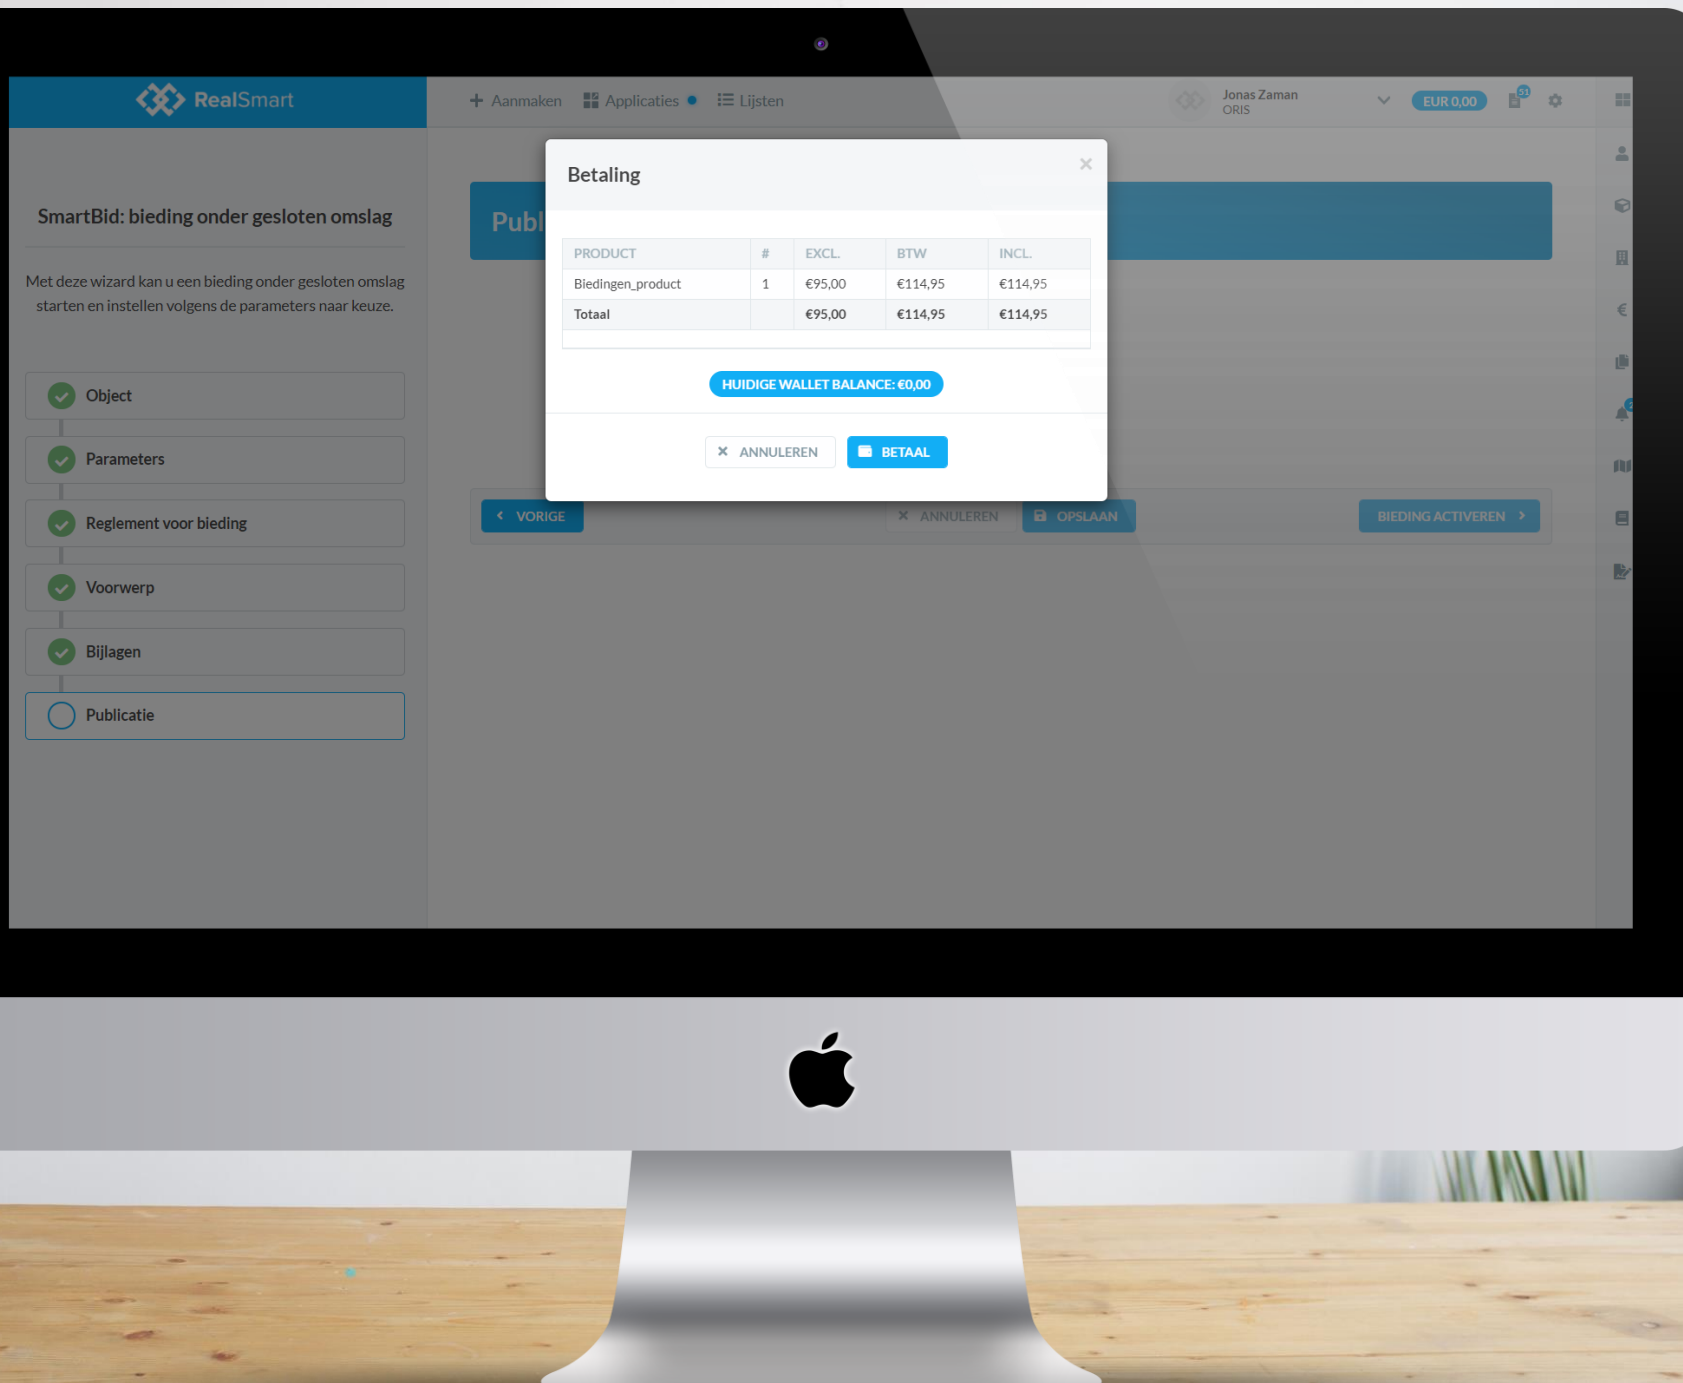 RealSmart
Aanmaken Applicaties Lijsten
Jonas Zaman
ORIS
EUR 0,00
51
SmartBid: bieding onder gesloten omslag
Met deze wizard kan u een bieding onder gesloten omslag
starten en instellen volgens de parameters naar keuze.
Object
Parameters
Reglement voor bieding
Voorwerp
Bijlagen
Publicatie
Publ
Betaling
PRODUCT # EXCL. BTW INCL.
Biedingen_product 1 €95,00 €114,95 €114,95
Totaal €95,00 €114,95 €114,95
HUIDIGE WALLET BALANCE: €0,00
ANNULEREN BETAAL
VORIGE ANNULEREN OPSLAAN BIEDING ACTIVEREN
€